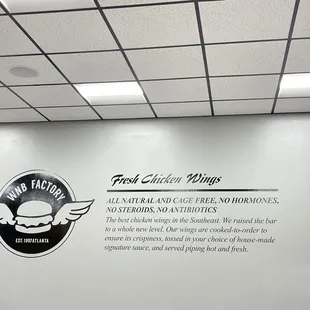 Fresh Chicken Wings
ALL NATURAL AND CAGE FREE, NO HORMONES,
NO STEROIDS, NO ANTIBIOTICS
The best chicken wings in the Southeast. We raised the bar
to a whole new level. Our wings are cooked-to-order to
ensure its crispiness, tossed in your choice of house-made
signature sauce, and served piping hot and fresh.
WNB FACTORY
EST. 1997 ATLANTA